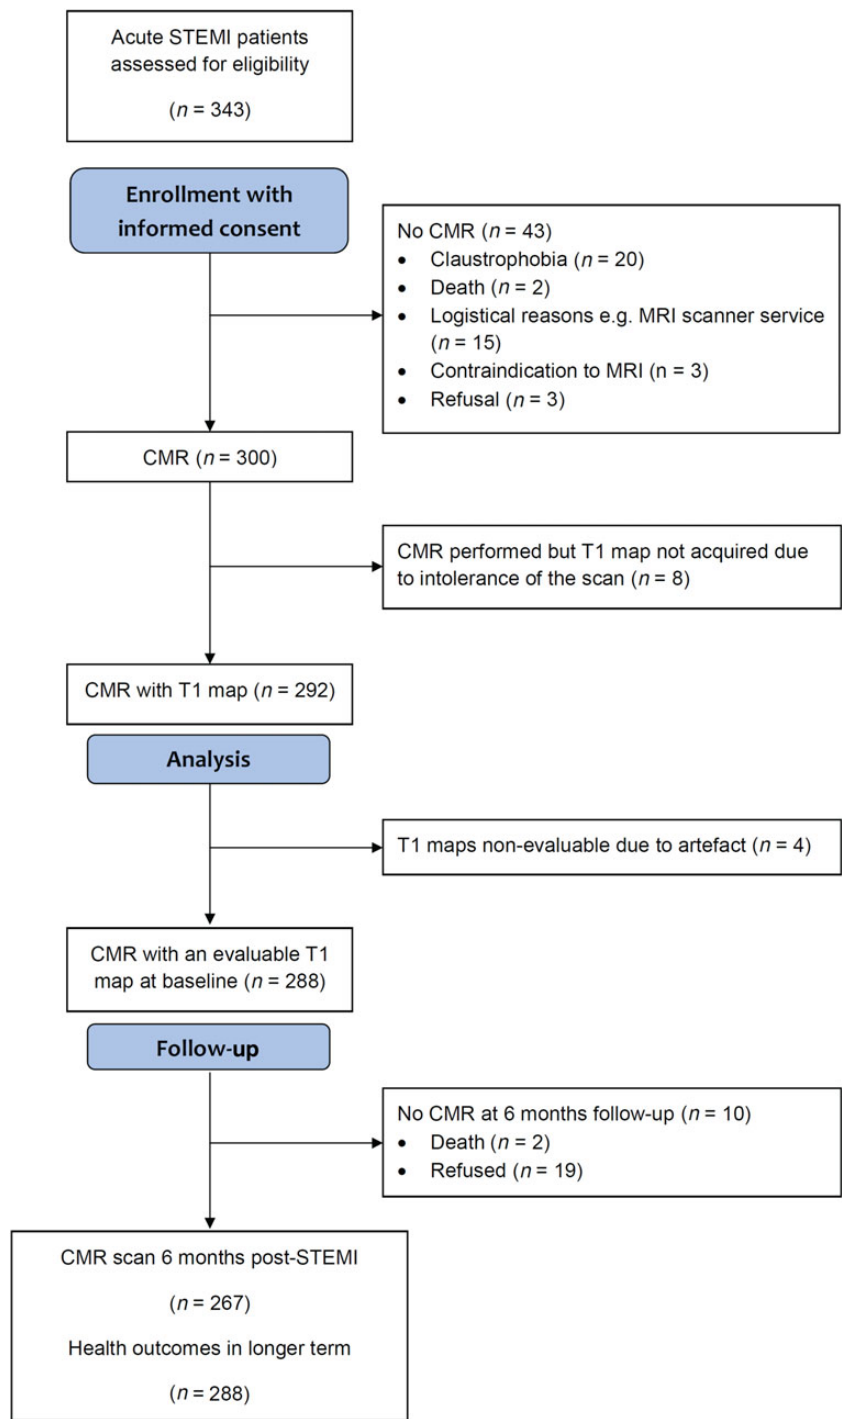 Acute STEMI patients
assessed for eligibility
(n = 343)
Enrollment with
informed consent
No CMR (n = 43)
• Claustrophobia (n = 20)
• Death (n = 2)
• Logistical reasons e.g. MRI scanner service
(n = 15)
• Contraindication to MRI (n = 3)
• Refusal (n = 3)
CMR (n = 300)
CMR performed but T1 map not acquired due
to intolerance of the scan (n = 8)
CMR with T1 map (n = 292)
Analysis
T1 maps non-evaluable due to artefact (n = 4)
CMR with an evaluable T1
map at baseline (n = 288)
Follow-up
No CMR at 6 months follow-up (n = 10)
• Death (n = 2)
• Refused (n = 19)
CMR scan 6 months post-STEMI
(n = 267)
Health outcomes in longer term
(n = 288)